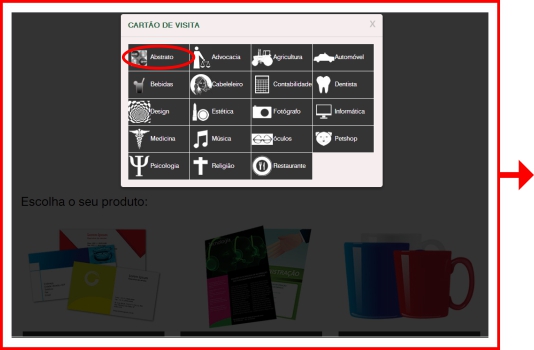 CARTÃO DE VISITA
X
Abstrato Advocacia Agricultura Automóvel
Bebidas Cabeleleiro Contabilidade Dentista
Design Estética Fotógrafo Informática
Medicina Música óculos Petshop
Psicologia Religião Restaurante
Escolha o seu produto: